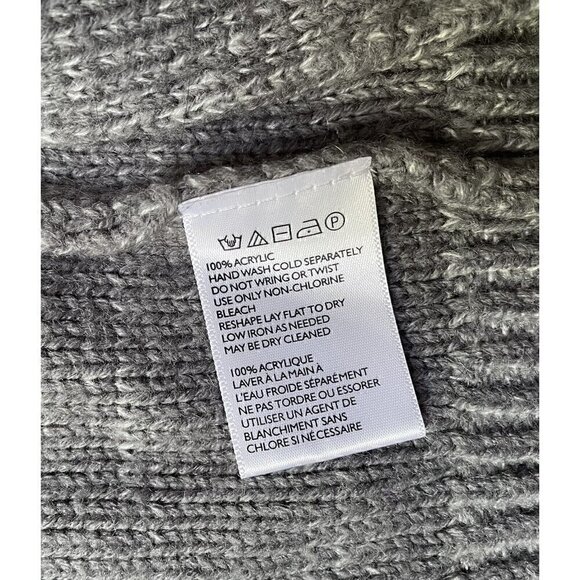 P
100% ACRYLIC
HAND WASH COLD SEPARATELY
DO NOT WRING OR TWIST
USE ONLY NON-CHLORINE
BLEACH
RESHAPE LAY FLAT TO DRY
LOW IRON AS NEEDED
MAY BE DRY CLEANED
100% ACRYLIQUE
LAVER À LA MAIN À
L'EAU FROIDE SÉPARÉMENT
NE PAS TORDRE OU ESSORER
UTILISER UN AGENT DE
BLANCHIMENT SANS
CHLORE SI NÉCESSAIRE